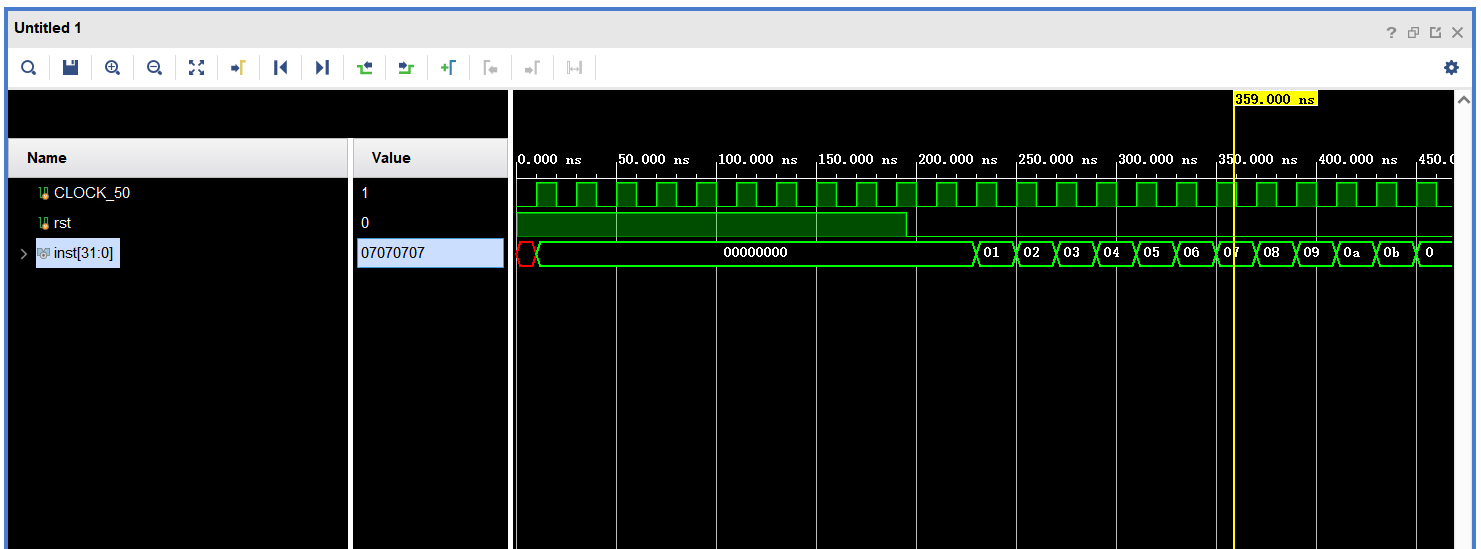 Untitled 1
?
359.000 ns
Name Value
0.000 ns 50.000 ns 100.000 ns 150.000 ns 200.000 ns 250.000 ns 300.000 ns 350.000 ns 400.000 ns 450.0
CLOCK_50 1
rst 0
inst[31:0] 07070707 00000000 01 02 03 04 05 06 07 08 09 0a 0b 0